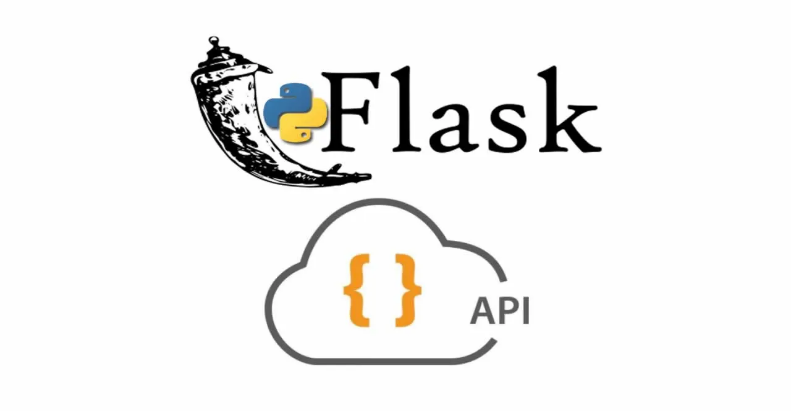 Flask
{ }
API